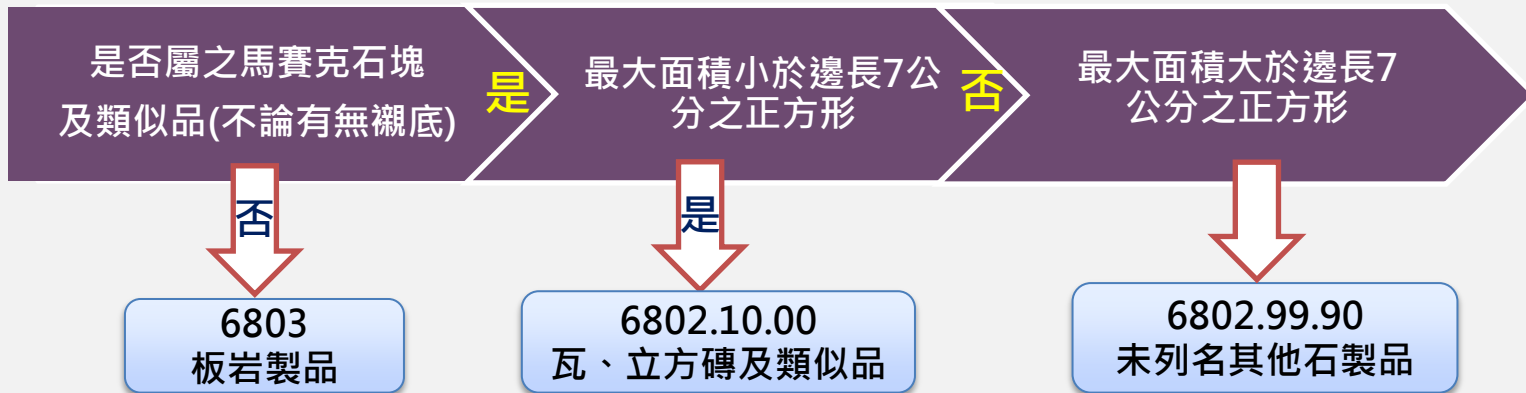 是否屬之馬賽克石塊
及類似品(不論有無襯底)
是
最大面積小於邊長7公
分之正方形
否
最大面積大於邊長7
公分之正方形
否
是
6803
板岩製品
6802.10.00
瓦、立方磚及類似品
6802.99.90
未列名其他石製品